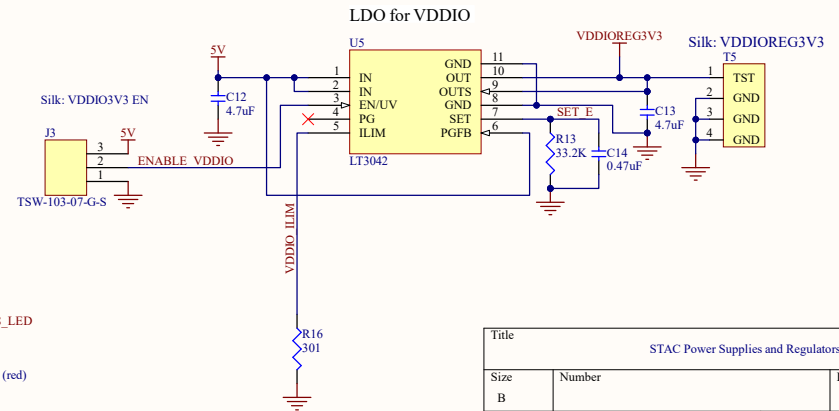 LDO for VDDIO
5V
C12
4.7uF
U5
1 IN
2 IN
3 EN/UV
4 PG
5 ILIM
GND 11
OUT 10
OUTS 9
GND 8
SET 7
PGFB 6
LT3042
VDDIOREG3V3
Silk: VDDIOREG3V3
T5
1 TST
2 GND
3 GND
4 GND
C13
4.7uF
SET_E
R13
33.2K
C14
0.47uF
Silk: VDDIO3V3 EN
J3
5V
3
2
1
ENABLE_VDDIO
TSW-103-07-G-S
VDDIO_ILIM
R16
301
_LED
(red)
Title
STAC Power Supplies and Regulators
Size
B
Number